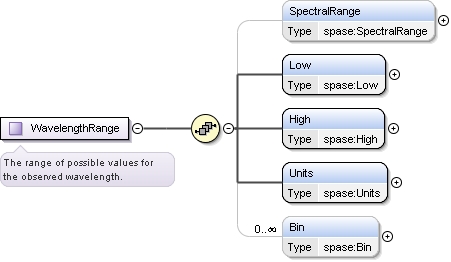 SpectralRange
Type spase:SpectralRange
Low
Type spase:Low
High
Type spase:High
WavelengthRange
The range of possible values for
the observed wavelength.
Units
Type spase:Units
0..∞
Bin
Type spase:Bin